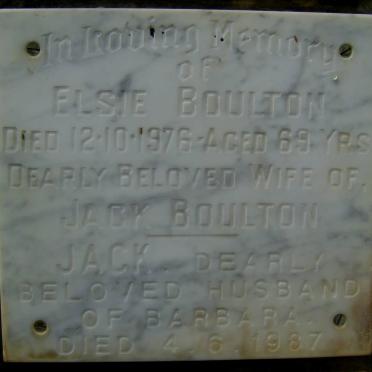 In Loving Memory
OF
ELSIE BOULTON
DIED 12·10·1976·AGED 69 YRS
DEARLY BELOVED WIFE OF.
JACK BOULTON
JACK. DEARLY
BELOVED HUSBAND
OF BARBARA.
DIED 4.6.1987